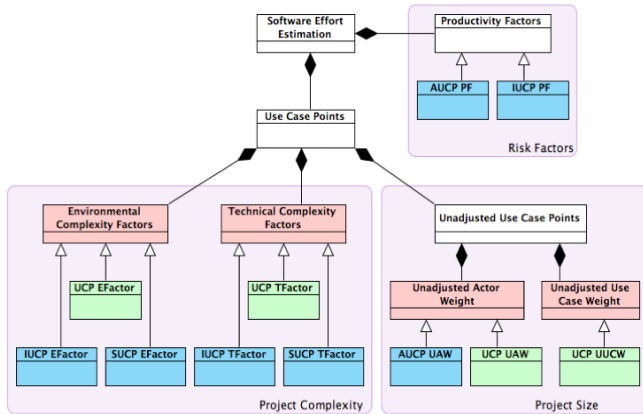 Software Effort
Estimation
Productivity Factors
AUCP PF
IUCP PF
Risk Factors
Use Case Points
Environmental
Complexity Factors
Technical Complexity
Factors
Unadjusted Use Case Points
UCP EFactor
UCP TFactor
Unadjusted Actor
Weight
Unadjusted Use
Case Weight
IUCP EFactor
SUCP EFactor
IUCP TFactor
SUCP TFactor
AUCP UAW
UCP UAW
UCP UUCW
Project Complexity
Project Size